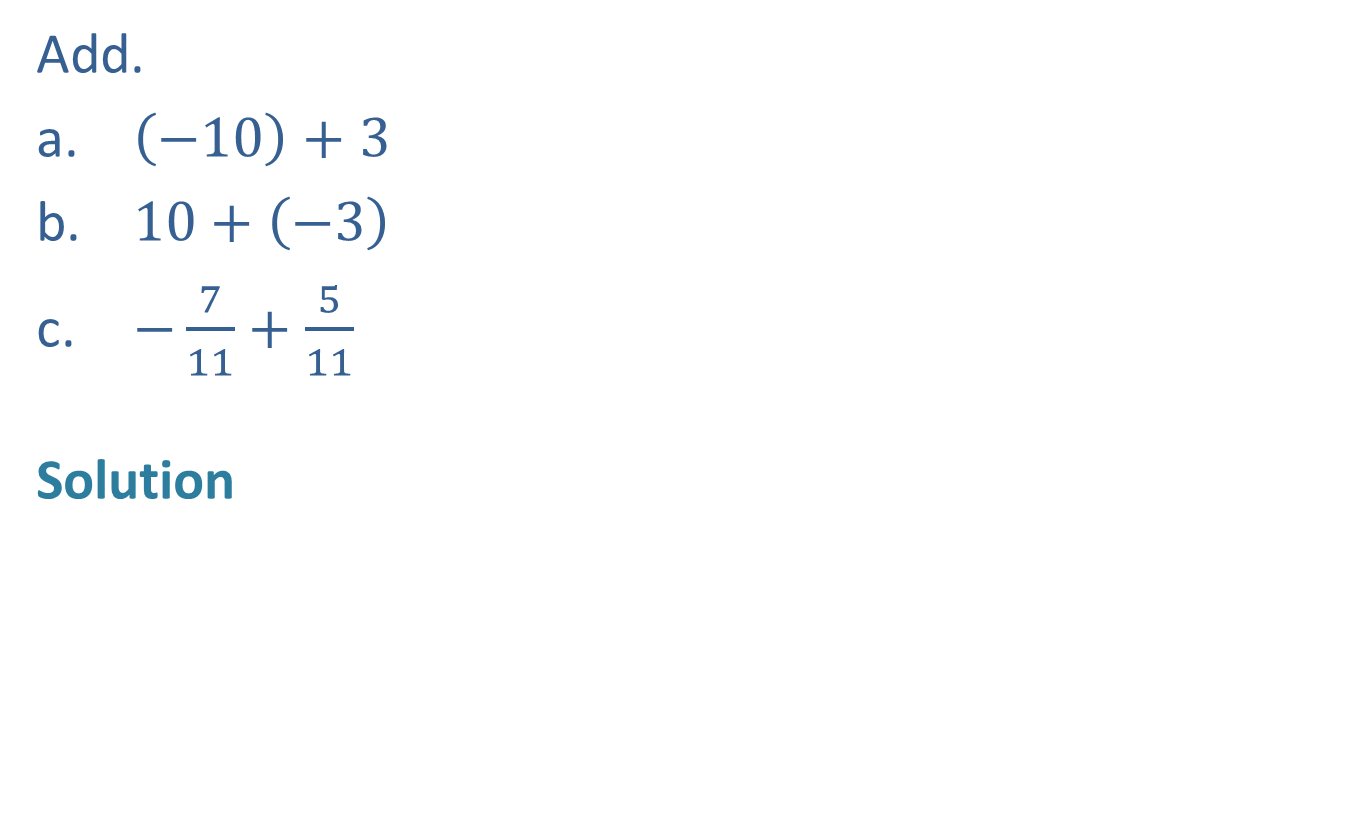 Add.
a. (−10) + 3
b. 10 + (−3)
c. −7/11 + 5/11
Solution